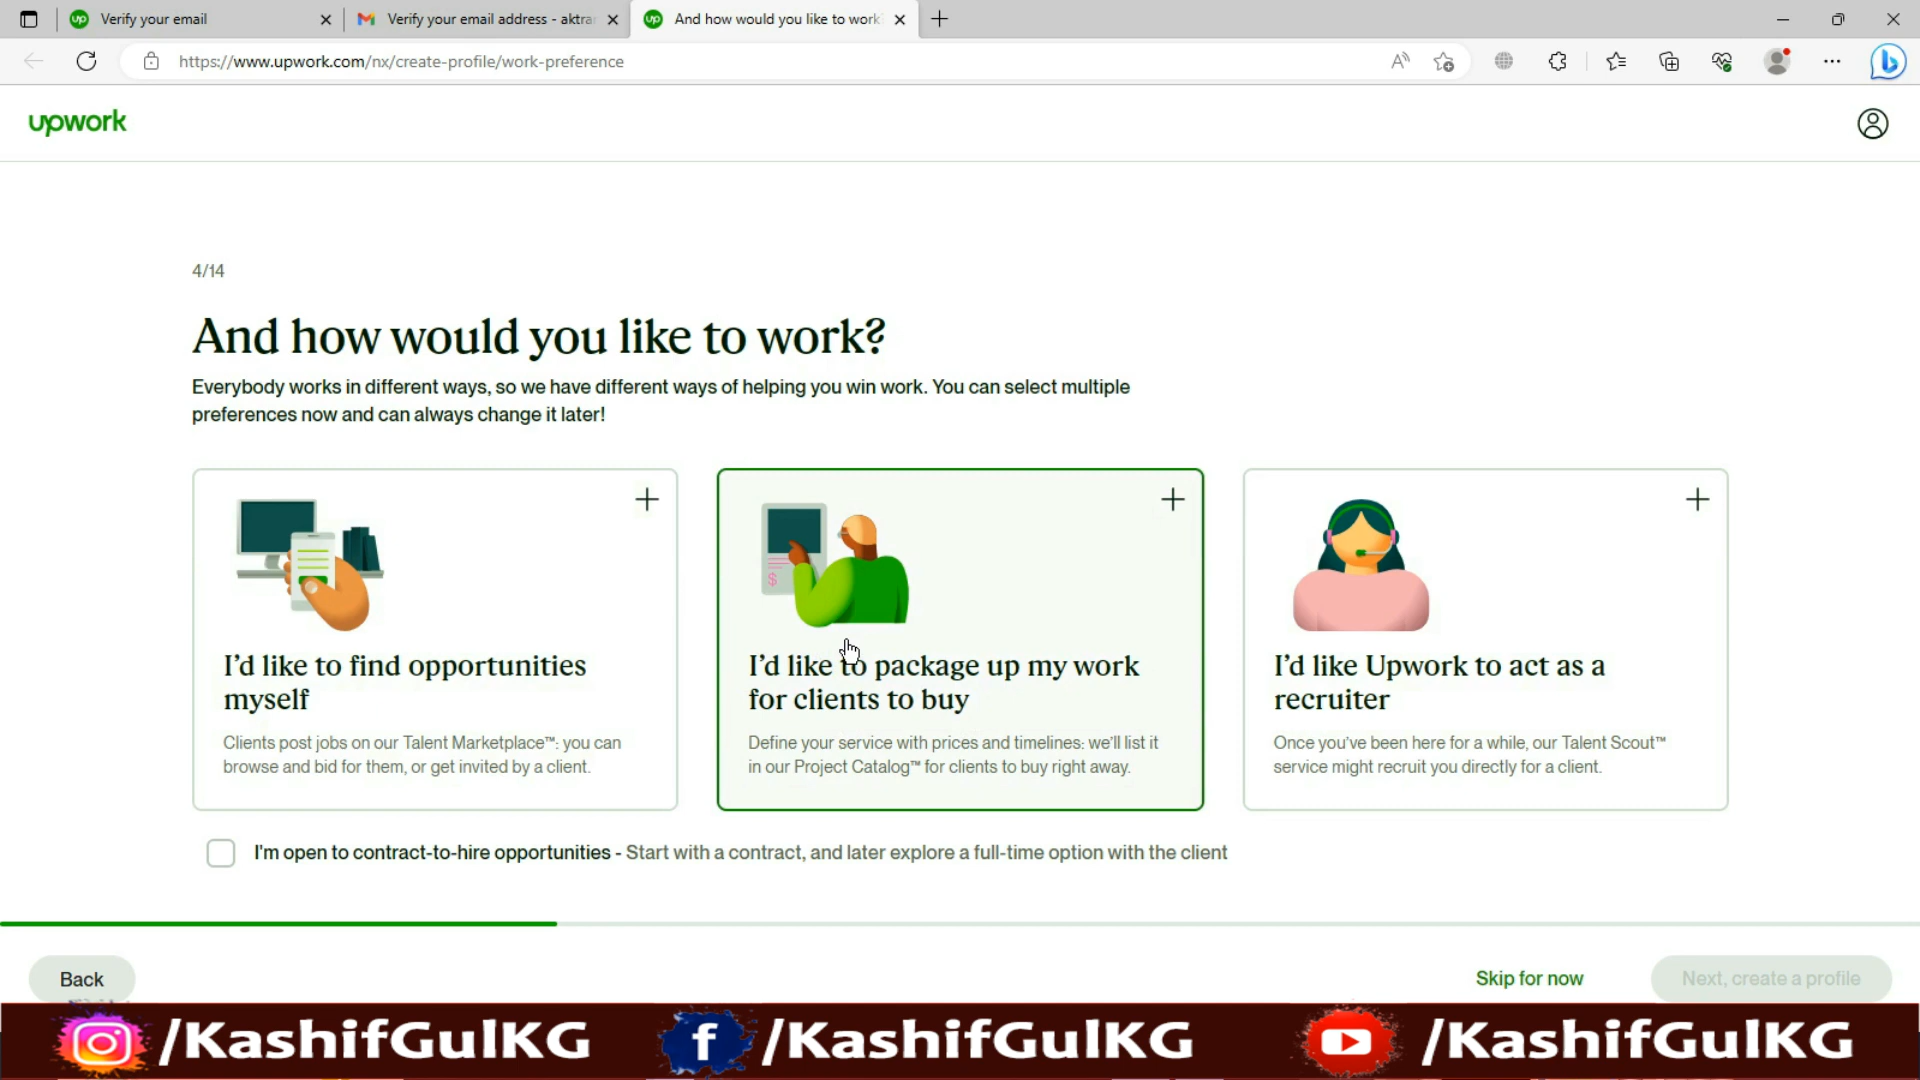 Verify your email
Verify your email address - aktra
And how would you like to work
https://www.upwork.com/nx/create-profile/work-preference
upwork
4/14
And how would you like to work?
Everybody works in different ways, so we have different ways of helping you win work. You can select multiple
preferences now and can always change it later!
I'd like to find opportunities
myself
Clients post jobs on our Talent Marketplace™: you can
browse and bid for them, or get invited by a client.
$
I'd like to package up my work
for clients to buy
Define your service with prices and timelines: we'll list it
in our Project Catalog™ for clients to buy right away.
I'd like Upwork to act as a
recruiter
Once you've been here for a while, our Talent Scout™
service might recruit you directly for a client.
I'm open to contract-to-hire opportunities - Start with a contract, and later explore a full-time option with the client
Back
Skip for now
Next, create a profile
/KashifGulKG
/KashifGulKG
/KashifGulKG